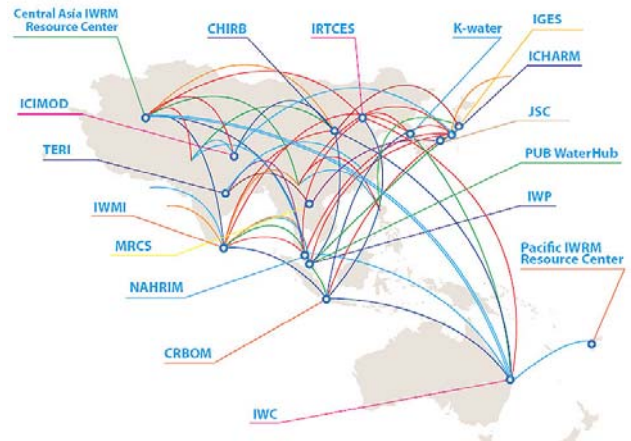 Central Asia IWRM
Resource Center
CHIRB
IRTCES
K-water
IGES
ICHARM
ICIMOD
JSC
TERI
PUB WaterHub
IWMI
IWP
MRCS
Pacific IWRM
Resource Center
NAHRIM
CRBOM
IWC